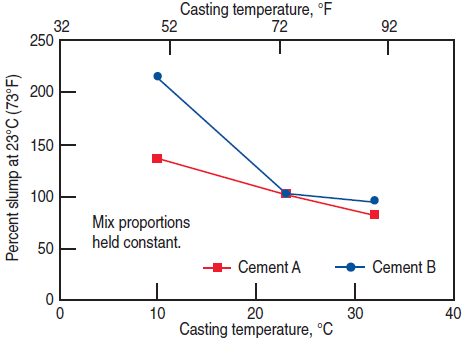 Casting temperature, °F
32 52 72 92
250
200
150
100
50
0
Percent slump at 23°C (73°F)
Mix proportions
held constant.
Cement A Cement B
0 10 20 30 40
Casting temperature, °C